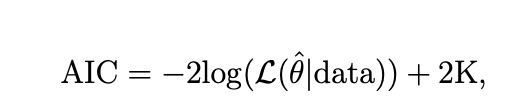 AIC = −2log(𝓛(θ̂|data)) + 2K,